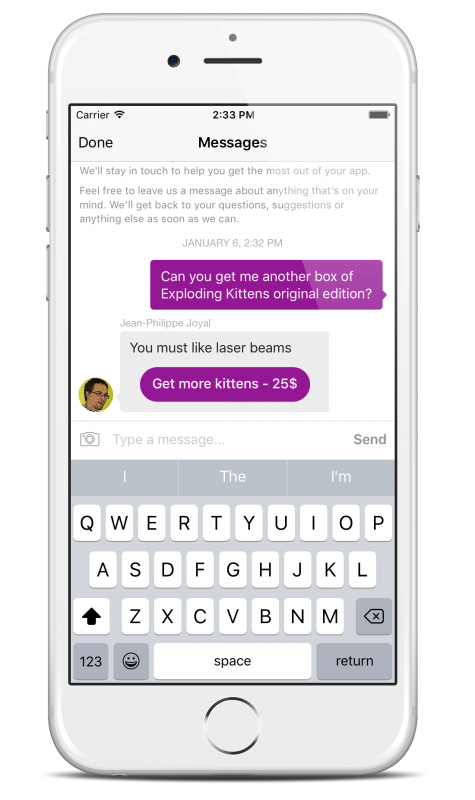 Carrier 2:33 PM
Done Messages
We'll stay in touch to help you get the most out of your app.
Feel free to leave us a message about anything that's on your
mind. We'll get back to your questions, suggestions or
anything else as soon as we can.
JANUARY 6, 2:32 PM
Can you get me another box of
Exploding Kittens original edition?
Jean-Philippe Joyal
You must like laser beams
Get more kittens - 25$
Type a message... Send
I The I'm
Q W E R T Y U I O P
A S D F G H J K L
Z X C V B N M
123 space return